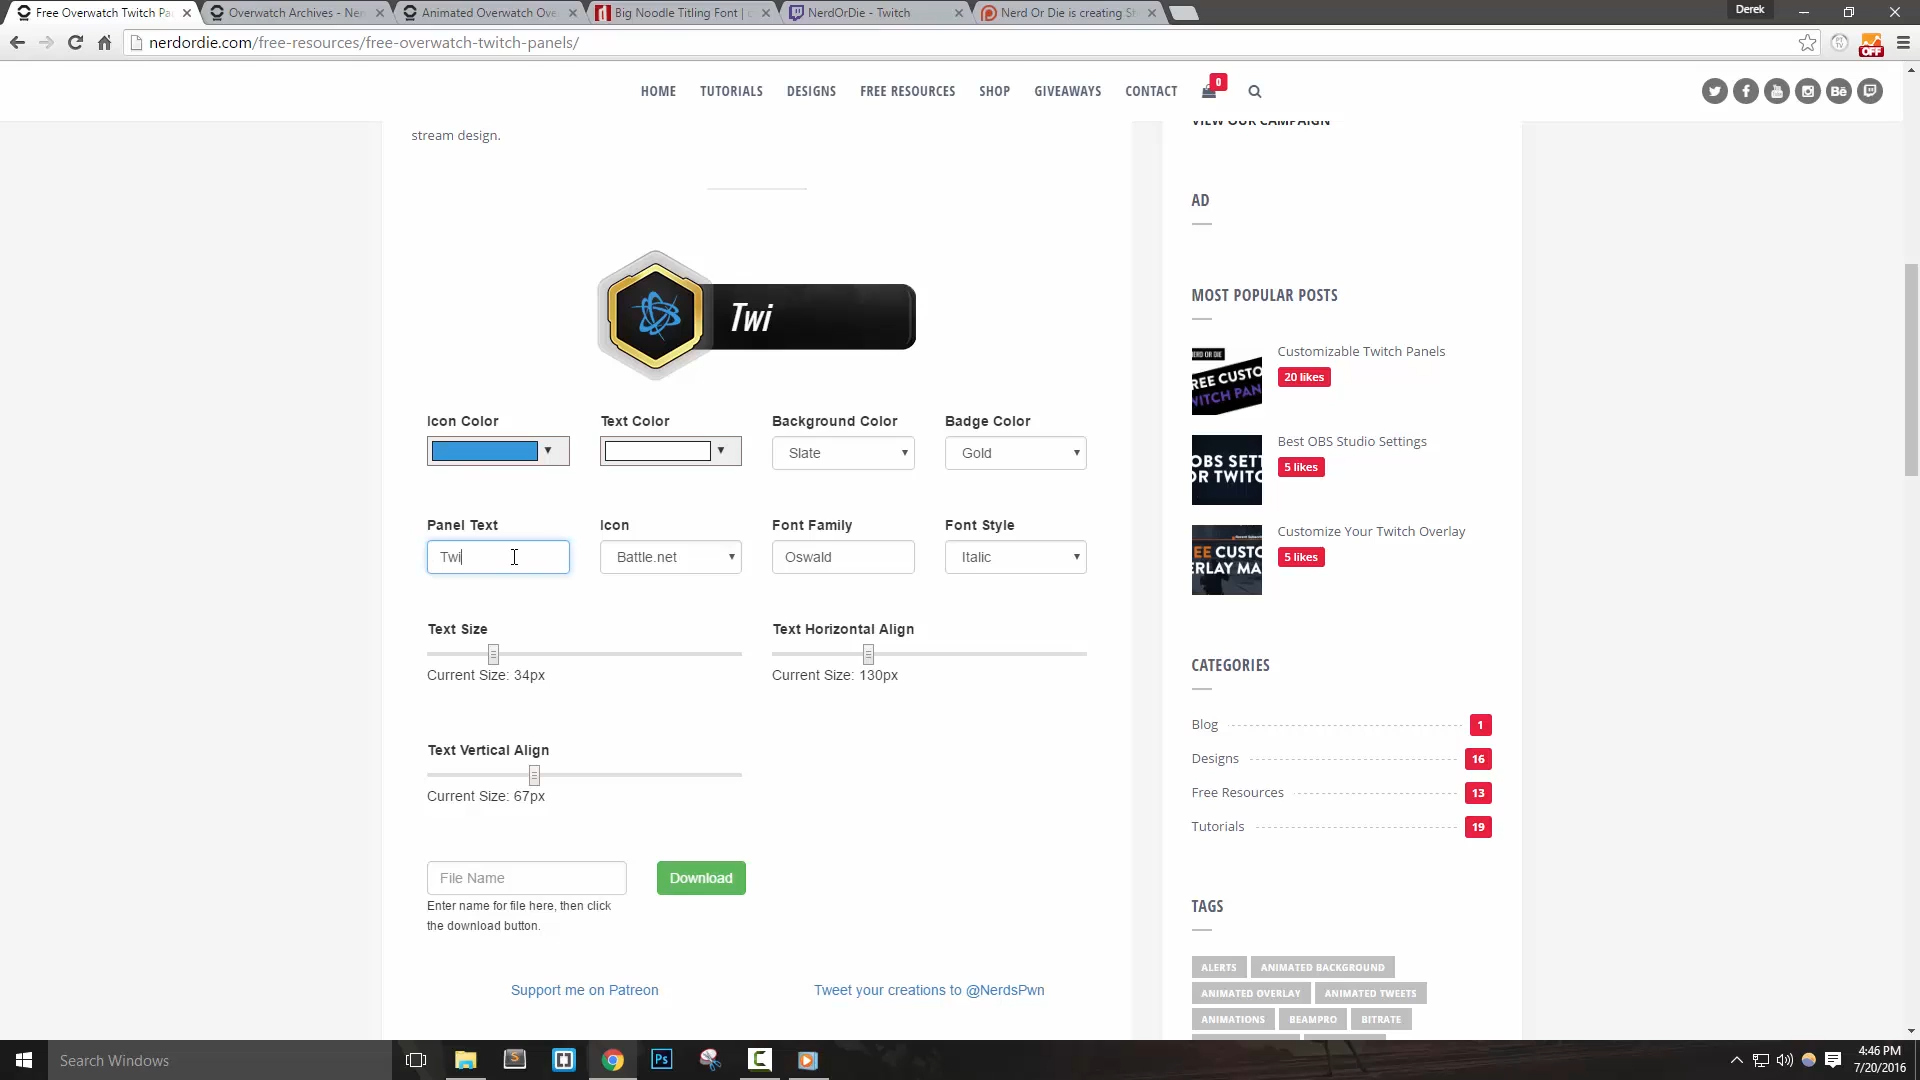 Free Overwatch Twitch Pa
Overwatch Archives - Ner
Animated Overwatch Ove
Big Noodle Titling Font |
NerdOrDie - Twitch
Nerd Or Die is creating
Derek
nerdordie.com/free-resources/free-overwatch-twitch-panels/
OFF
HOME
TUTORIALS
DESIGNS
FREE RESOURCES
SHOP
GIVEAWAYS
CONTACT
0
Bē
stream design.
VIEW OUR CAMPAIGN
AD
Twi
MOST POPULAR POSTS
Customizable Twitch Panels
20 likes
Best OBS Studio Settings
5 likes
Customize Your Twitch Overlay
5 likes
Icon Color
Text Color
Background Color
Badge Color
Slate
Gold
Panel Text
Icon
Font Family
Font Style
Twi
Battle.net
Oswald
Italic
Text Size
Text Horizontal Align
Current Size: 34px
Current Size: 130px
CATEGORIES
Blog
1
Designs
16
Free Resources
13
Tutorials
19
Text Vertical Align
Current Size: 67px
File Name
Download
Enter name for file here, then click
the download button.
TAGS
ALERTS
ANIMATED BACKGROUND
ANIMATED OVERLAY
ANIMATED TWEETS
ANIMATIONS
BEAMPRO
BITRATE
Support me on Patreon
Tweet your creations to @NerdsPwn
Search Windows
Ps
4:46 PM
7/20/2016